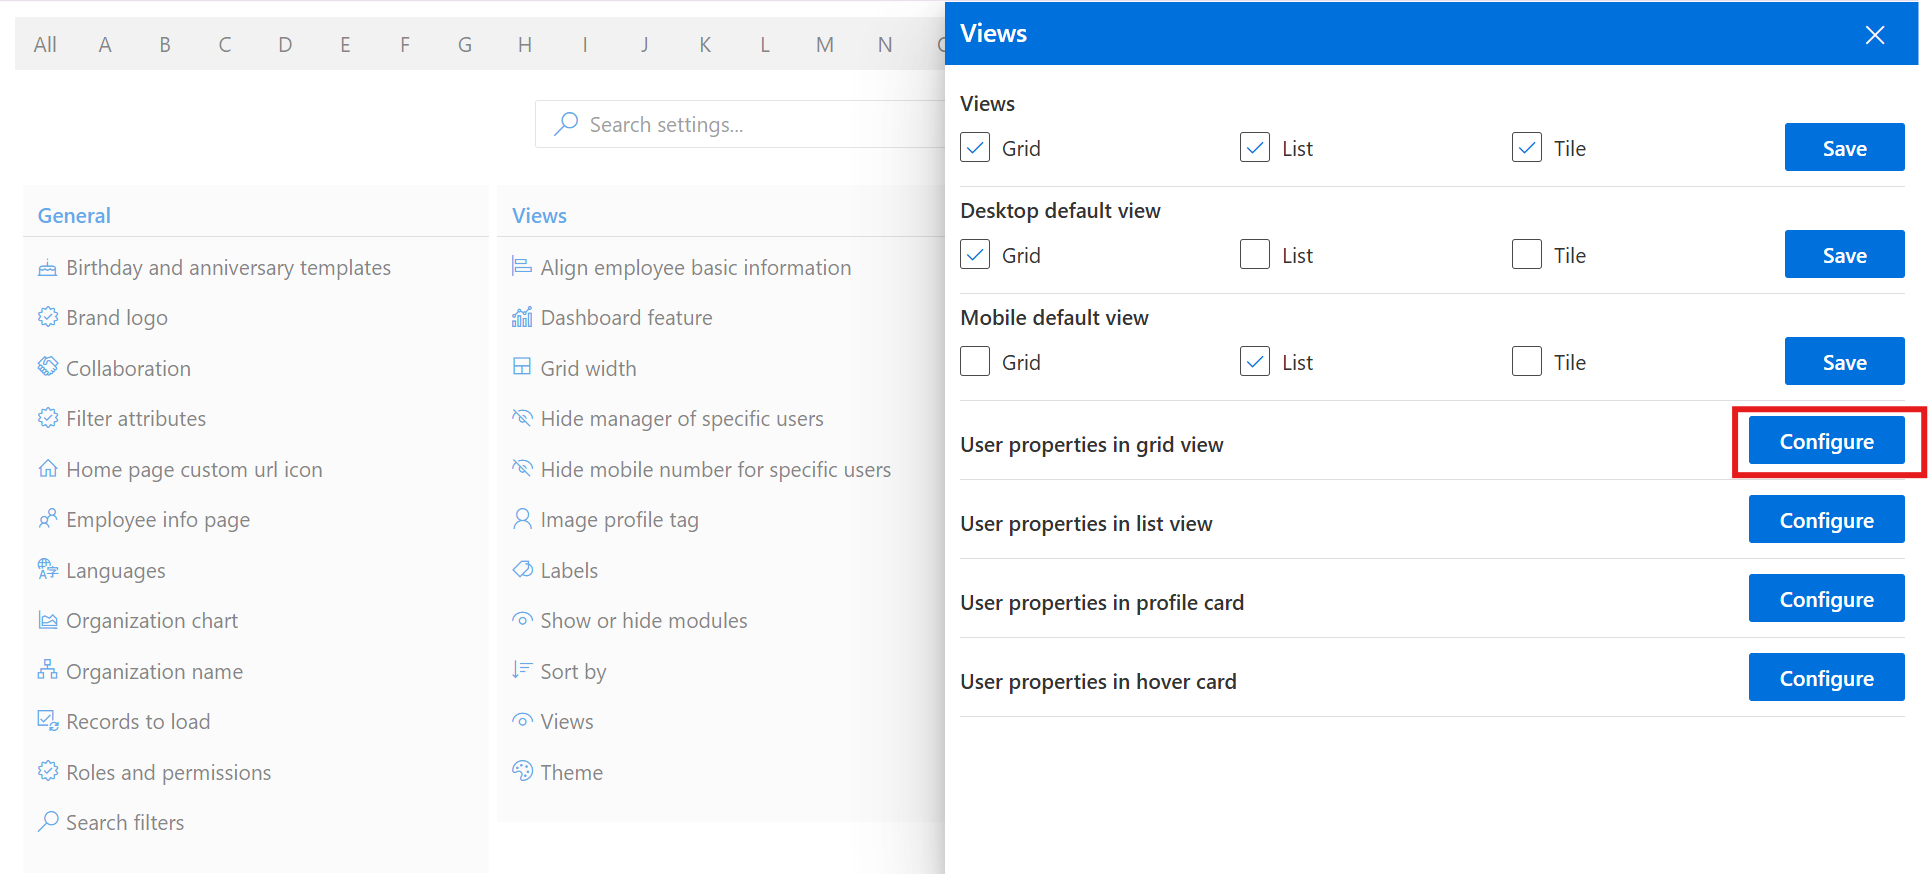 All A B C D E F G H I J K L M N
Search settings...
General
Birthday and anniversary templates
Brand logo
Collaboration
Filter attributes
Home page custom url icon
Employee info page
Languages
Organization chart
Organization name
Records to load
Roles and permissions
Search filters
Views
Align employee basic information
Dashboard feature
Grid width
Hide manager of specific users
Hide mobile number for specific users
Image profile tag
Labels
Show or hide modules
Sort by
Views
Theme
Views
Views
Grid List Tile Save
Desktop default view
Grid List Tile Save
Mobile default view
Grid List Tile Save
User properties in grid view Configure
User properties in list view Configure
User properties in profile card Configure
User properties in hover card Configure